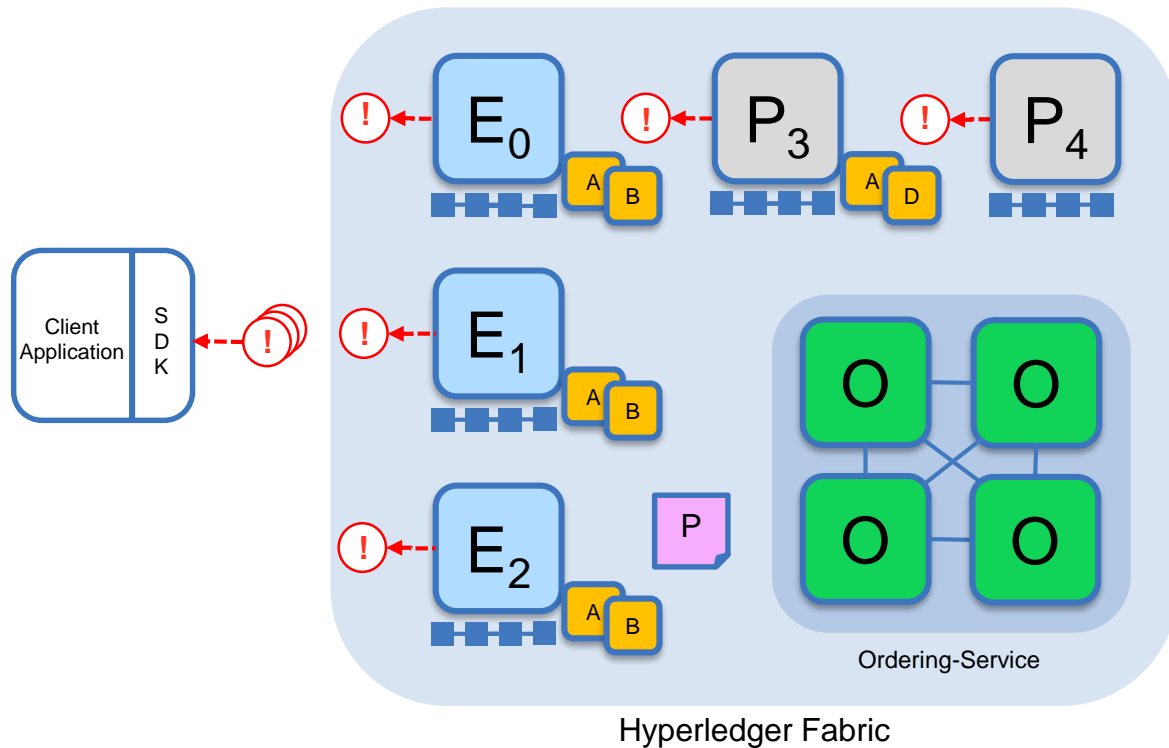 ! E0 ! P3 ! P4
A B A D
Client
Application
S
D
K
!
! E1
A B
O O
! E2
A B
P
O O
Ordering-Service
Hyperledger Fabric